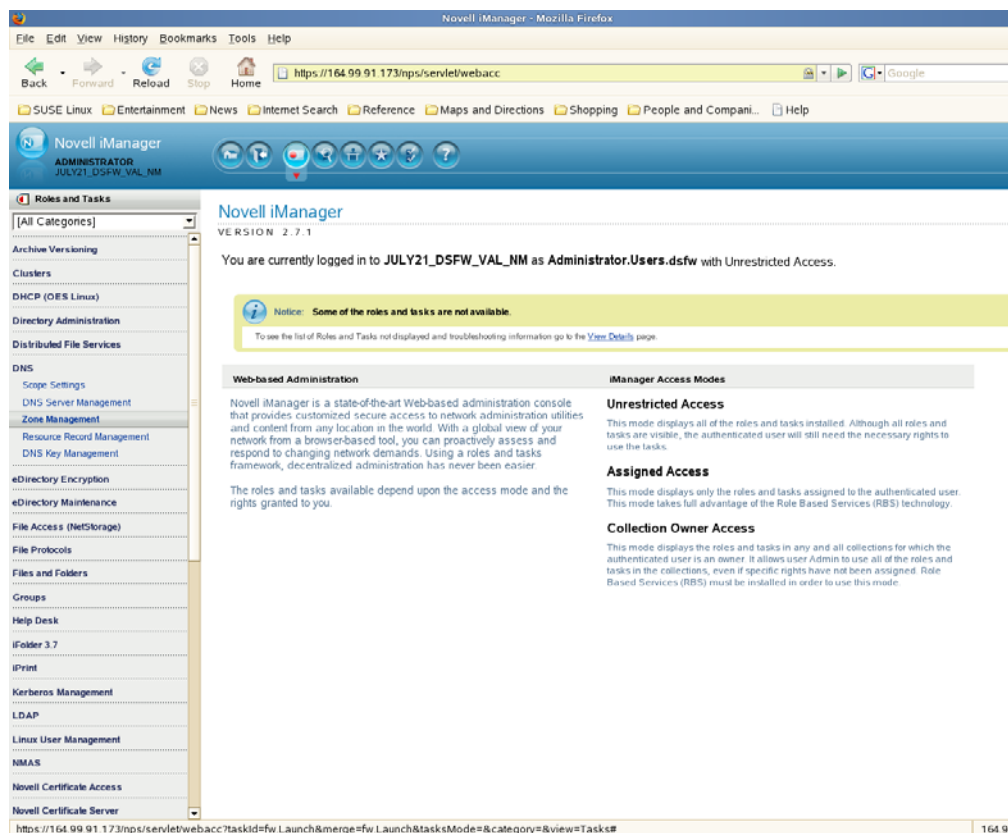 Novell iManager - Mozilla Firefox
File Edit View History Bookmarks Tools Help
Back Forward Reload Stop Home
https://164.99.91.173/nps/servlet/webacc
Google
SUSE Linux Entertainment News Internet Search Reference Maps and Directions Shopping People and Compani... Help
Novell iManager
ADMINISTRATOR
JULY21_DSFW_VAL_NM
Roles and Tasks
[All Categories]
Archive Versioning
Clusters
DHCP (OES Linux)
Directory Administration
Distributed File Services
DNS
Scope Settings
DNS Server Management
Zone Management
Resource Record Management
DNS Key Management
eDirectory Encryption
eDirectory Maintenance
File Access (NetStorage)
File Protocols
Files and Folders
Groups
Help Desk
iFolder 3.7
iPrint
Kerberos Management
LDAP
Linux User Management
NMAS
Novell Certificate Access
Novell Certificate Server
Novell iManager
VERSION 2.7.1
You are currently logged in to JULY21_DSFW_VAL_NM as Administrator.Users.dsfw with Unrestricted Access.
Notice: Some of the roles and tasks are not available.
To see the list of Roles and Tasks not displayed and troubleshooting information go to the View Details page.
Web-based Administration
Novell iManager is a state-of-the-art Web-based administration console
that provides customized secure access to network administration utilities
and content from any location in the world. With a global view of your
network from a browser-based tool, you can proactively assess and
respond to changing network demands. Using a roles and tasks
framework, decentralized administration has never been easier.
The roles and tasks available depend upon the access mode and the
rights granted to you.
iManager Access Modes
Unrestricted Access
This mode displays all of the roles and tasks installed. Although all roles and
tasks are visible, the authenticated user will still need the necessary rights to
use the tasks.
Assigned Access
This mode displays only the roles and tasks assigned to the authenticated user.
This mode takes full advantage of the Role Based Services (RBS) technology.
Collection Owner Access
This mode displays the roles and tasks in any and all collections for which the
authenticated user is an owner. It allows user Admin to use all of the roles and
tasks in the collections, even if specific rights have not been assigned. Role
Based Services (RBS) must be installed in order to use this mode.
https://164.99.91.173/nps/servlet/webacc?taskId=fw.Launch&merge=fw.Launch&tasksMode=&category=&view=Tasks#
164.9